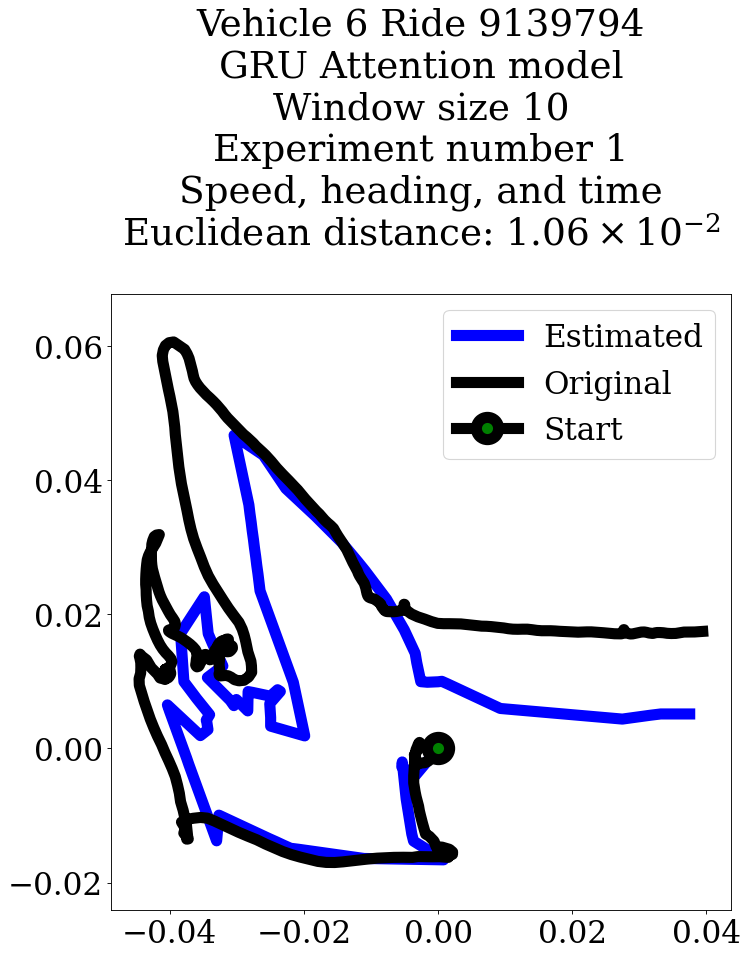 Vehicle 6 Ride 9139794
GRU Attention model
Window size 10
Experiment number 1
Speed, heading, and time
Euclidean distance: 1.06 × 10⁻²
Estimated
Original
Start
0.06
0.04
0.02
0.00
−0.02
−0.04 −0.02 0.00 0.02 0.04